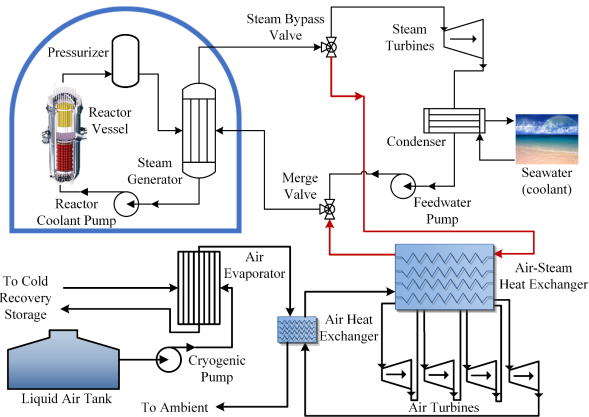 Steam Bypass
Valve
Steam
Turbines
Pressurizer
Reactor
Vessel
Condenser
Steam
Generator
Seawater
(coolant)
Merge
Valve
Reactor
Coolant Pump
Feedwater
Pump
Air
Evaporator
Air-Steam
Heat Exchanger
To Cold
Recovery
Storage
Air Heat
Exchanger
Cryogenic
Pump
Liquid Air Tank
To Ambient
Air Turbines